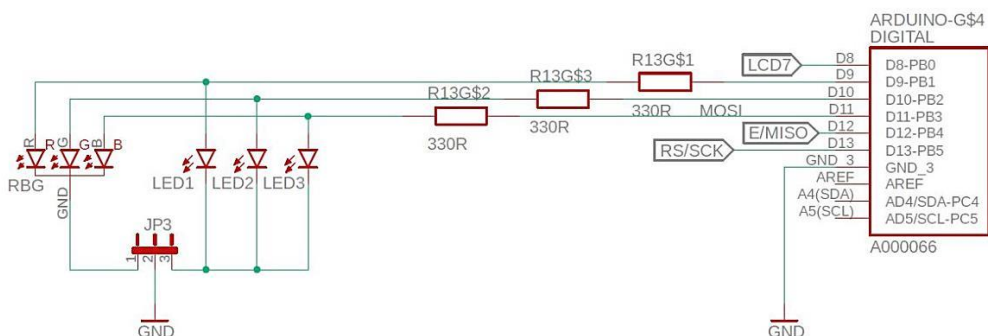 ARDUINO-G$4
DIGITAL
R13G$1
LCD7
D8
D8-PB0
R13G$3
D9
D9-PB1
R13G$2
D10
D10-PB2
330R
MOSI
D11
D11-PB3
330R
E/MISO
D12
D12-PB4
330R
RS/SCK
D13
D13-PB5
GND_3
GND_3
AREF
AREF
A4(SDA)
AD4/SDA-PC4
A5(SCL)
AD5/SCL-PC5
A000066
R
G
B
R
G
B
RBG
LED1
LED2
LED3
GND
JP3
1
2
3
GND
GND